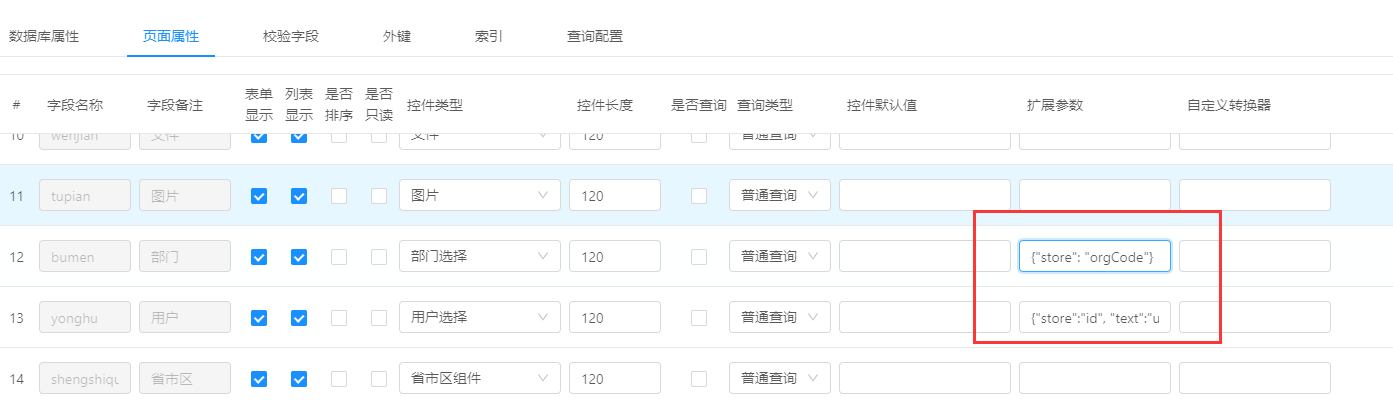 数据库属性 页面属性 校验字段 外键 索引 查询配置
# 字段名称 字段备注 表单显示 列表显示 是否排序 是否只读 控件类型 控件长度 是否查询 查询类型 控件默认值 扩展参数 自定义转换器
10 wenjian 文件 文件 120 普通查询
11 tupian 图片 图片 120 普通查询
12 bumen 部门 部门选择 120 普通查询 {"store": "orgCode"}
13 yonghu 用户 用户选择 120 普通查询 {"store":"id", "text":"u
14 shengshiqu 省市区 省市区组件 120 普通查询